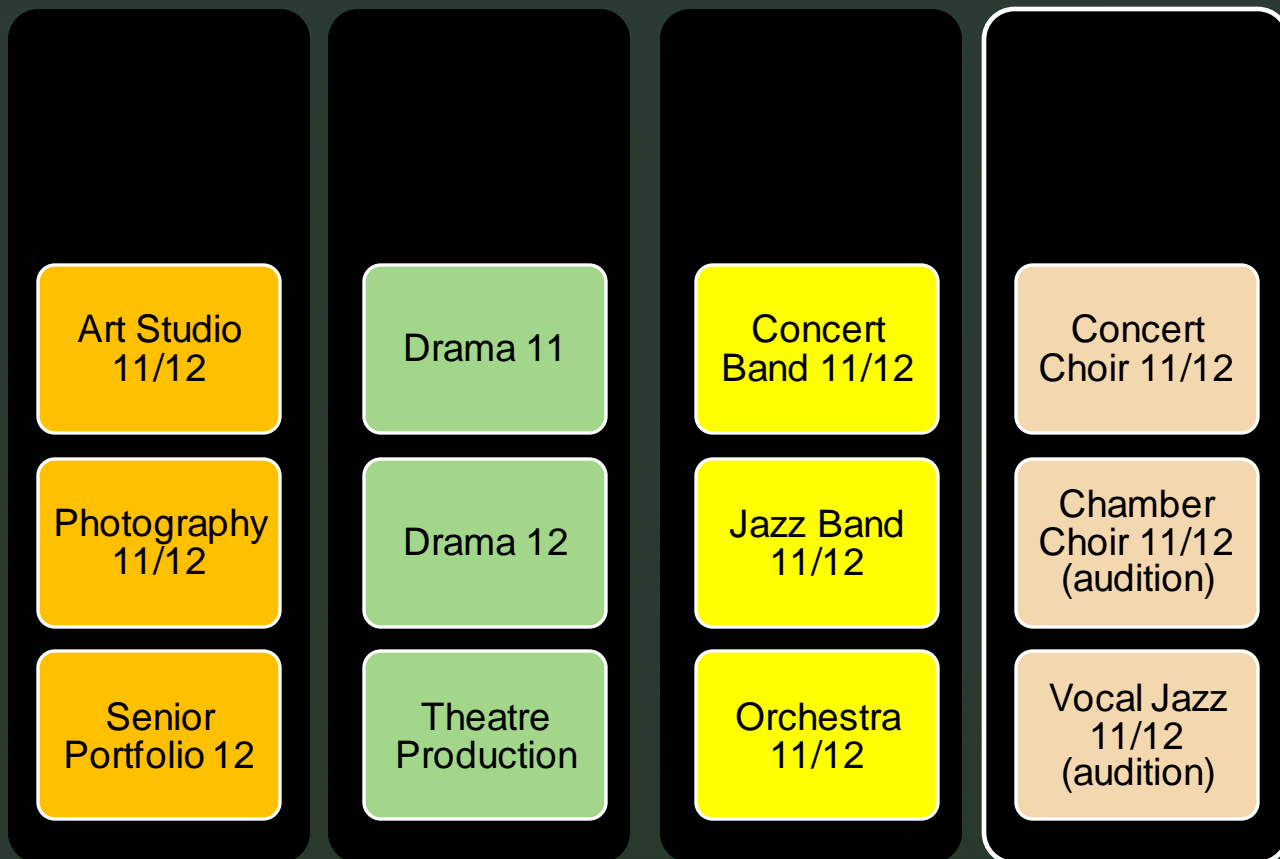 Art Studio
11/12
Photography
11/12
Senior
Portfolio 12
Drama 11
Drama 12
Theatre
Production
Concert
Band 11/12
Jazz Band
11/12
Orchestra
11/12
Concert
Choir 11/12
Chamber
Choir 11/12
(audition)
Vocal Jazz
11/12
(audition)